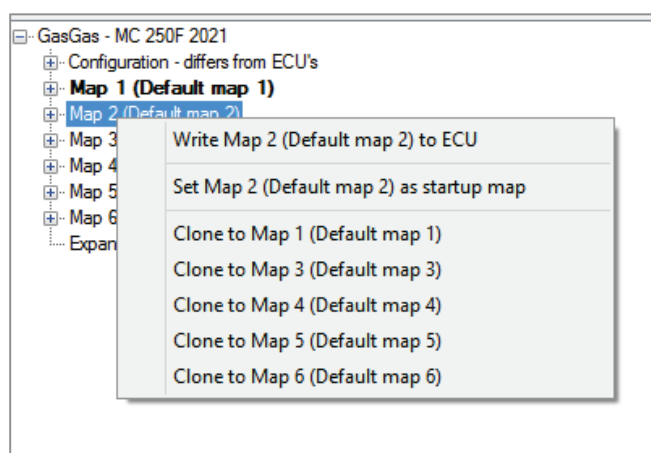 GasGas - MC 250F 2021
Configuration - differs from ECU's
Map 1 (Default map 1)
Map 2 (Default map 2)
Map 3
Map 4
Map 5
Map 6
Expan
Write Map 2 (Default map 2) to ECU
Set Map 2 (Default map 2) as startup map
Clone to Map 1 (Default map 1)
Clone to Map 3 (Default map 3)
Clone to Map 4 (Default map 4)
Clone to Map 5 (Default map 5)
Clone to Map 6 (Default map 6)